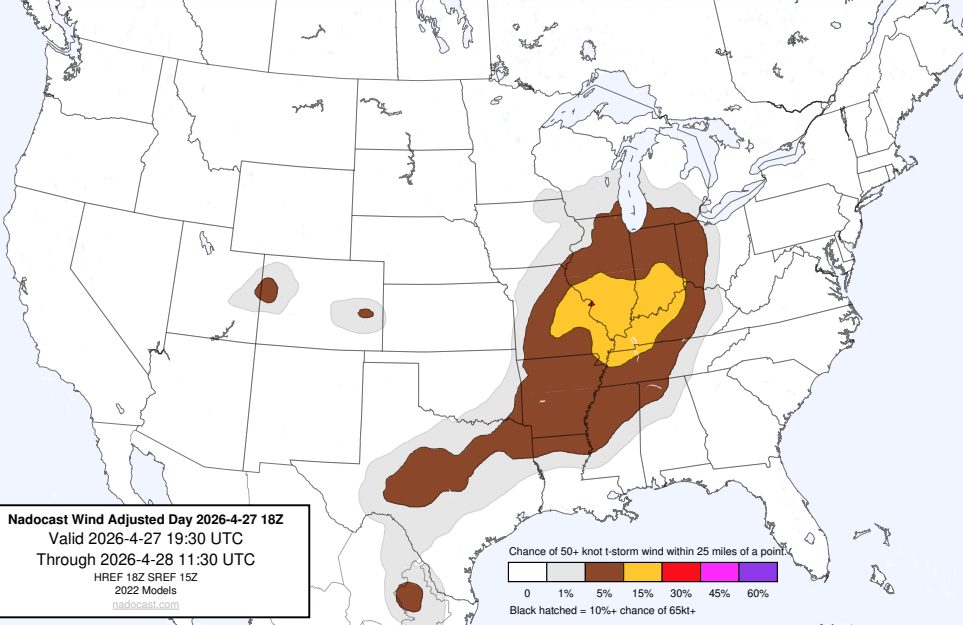 Nadocast Wind Adjusted Day 2026-4-27 18Z
Valid 2026-4-27 19:30 UTC
Through 2026-4-28 11:30 UTC
HREF 18Z SREF 15Z
2022 Models
nadocast.com
Chance of 50+ knot t-storm wind within 25 miles of a point.
0 1% 5% 15% 30% 45% 60%
Black hatched = 10%+ chance of 65kt+